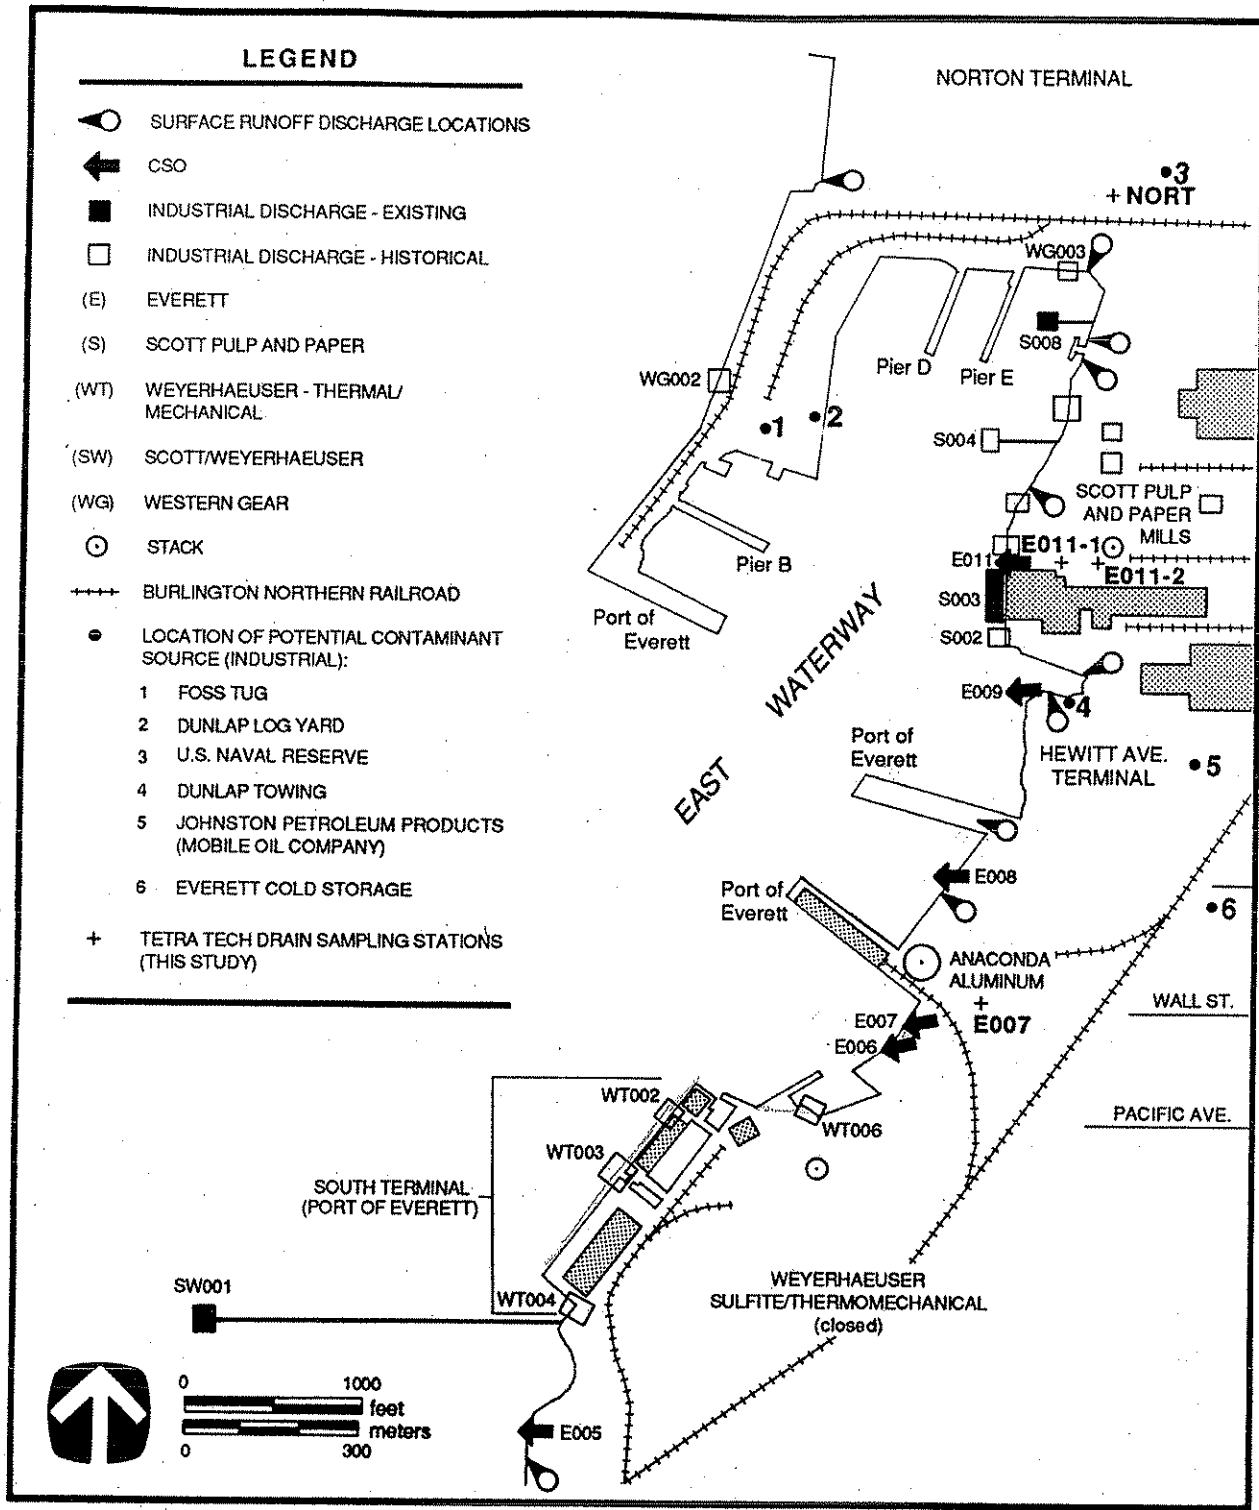 LEGEND
SURFACE RUNOFF DISCHARGE LOCATIONS
CSO
INDUSTRIAL DISCHARGE - EXISTING
INDUSTRIAL DISCHARGE - HISTORICAL
(E) EVERETT
(S) SCOTT PULP AND PAPER
(WT) WEYERHAEUSER - THERMAL/
MECHANICAL
(SW) SCOTT/WEYERHAEUSER
(WG) WESTERN GEAR
STACK
BURLINGTON NORTHERN RAILROAD
LOCATION OF POTENTIAL CONTAMINANT
SOURCE (INDUSTRIAL):
1 FOSS TUG
2 DUNLAP LOG YARD
3 U.S. NAVAL RESERVE
4 DUNLAP TOWING
5 JOHNSTON PETROLEUM PRODUCTS
(MOBILE OIL COMPANY)
6 EVERETT COLD STORAGE
+ TETRA TECH DRAIN SAMPLING STATIONS
(THIS STUDY)
NORTON TERMINAL
3
+ NORT
WG003
S008
Pier D
Pier E
WG002
1
2
S004
SCOTT PULP
AND PAPER
MILLS
E011
E011-1
E011-2
Pier B
S003
Port of
Everett
S002
WATERWAY
E009
4
Port of
Everett
HEWITT AVE.
TERMINAL
5
EAST
E008
Port of
Everett
6
ANACONDA
ALUMINUM
WALL ST.
E007
+
E007
E006
WT002
PACIFIC AVE.
WT006
WT003
SOUTH TERMINAL
(PORT OF EVERETT)
WEYERHAEUSER
SULFITE/THERMOMECHANICAL
(closed)
SW001
WT004
0 1000
feet
meters
0 300
E005